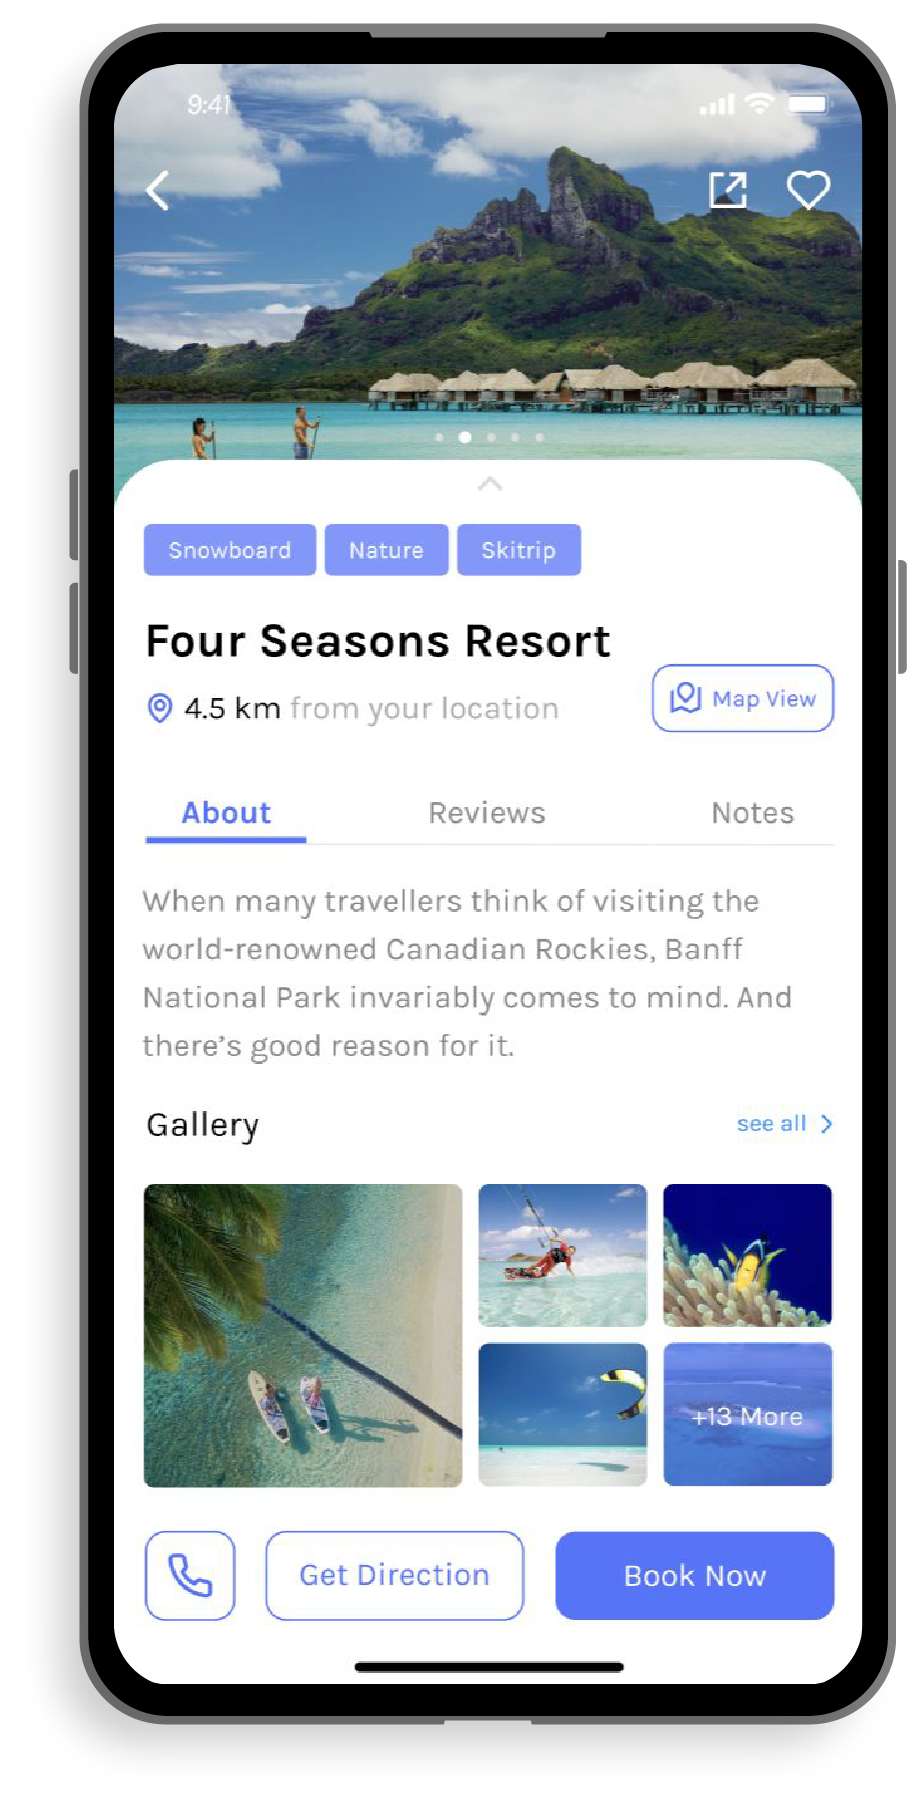 9:41
Snowboard Nature Skitrip
Four Seasons Resort
4.5 km from your location
Map View
About Reviews Notes
When many travellers think of visiting the
world-renowned Canadian Rockies, Banff
National Park invariably comes to mind. And
there’s good reason for it.
Gallery see all
+13 More
Get Direction Book Now